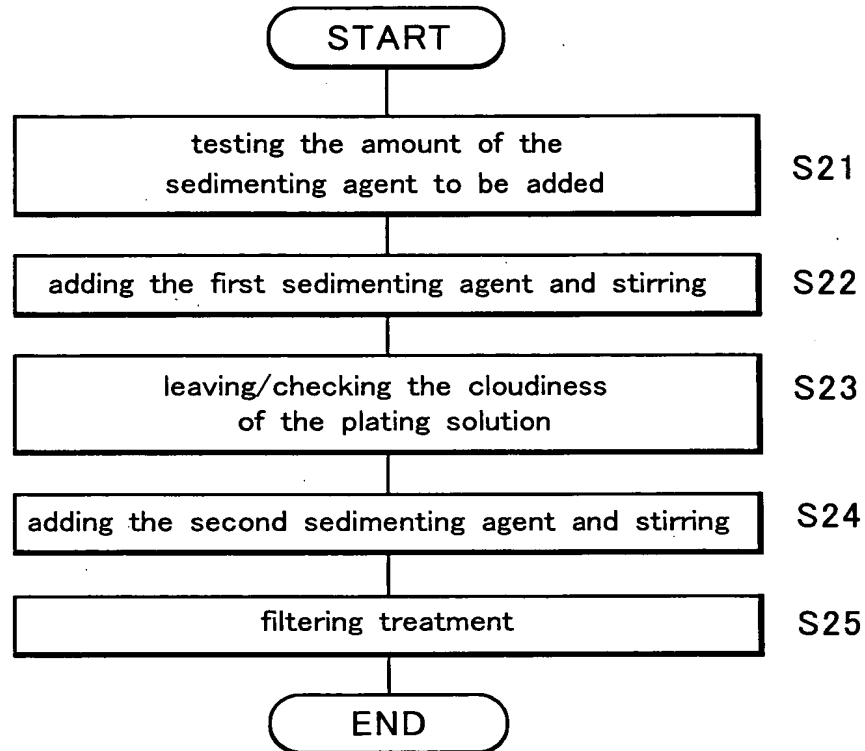 START
testing the amount of the
sedimenting agent to be added
S21
adding the first sedimenting agent and stirring
S22
leaving/checking the cloudiness
of the plating solution
S23
adding the second sedimenting agent and stirring
S24
filtering treatment
S25
END